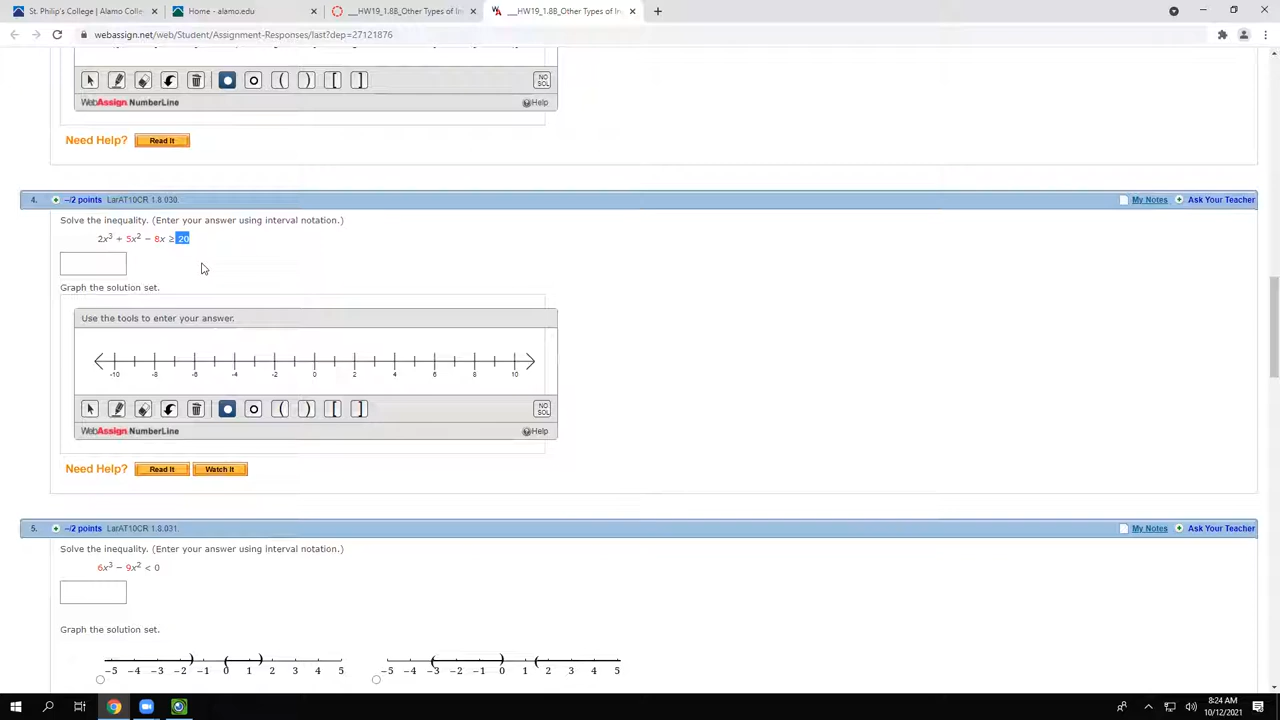 St. Philip's College | Alamo Colle
Home - alamo.edu
__HW19_1.8B_Other Types of In
__HW19_1.8B_Other Types of In
webassign.net/web/Student/Assignment-Responses/last?dep=27121876
NO SOL
WebAssign NumberLine
Help
Need Help? Read It
4. –/2 points LarAT10CR 1.8.030. My Notes Ask Your Teacher
Solve the inequality. (Enter your answer using interval notation.)
2x³ + 5x² − 8x ≥ 20
Graph the solution set.
Use the tools to enter your answer.
-10 -8 -6 -4 -2 0 2 4 6 8 10
NO SOL
WebAssign NumberLine
Help
Need Help? Read It Watch It
5. –/2 points LarAT10CR 1.8.031. My Notes Ask Your Teacher
Solve the inequality. (Enter your answer using interval notation.)
6x³ − 9x² < 0
Graph the solution set.
−5 −4 −3 −2 −1 0 1 2 3 4 5
−5 −4 −3 −2 −1 0 1 2 3 4 5
8:24 AM
10/12/2021